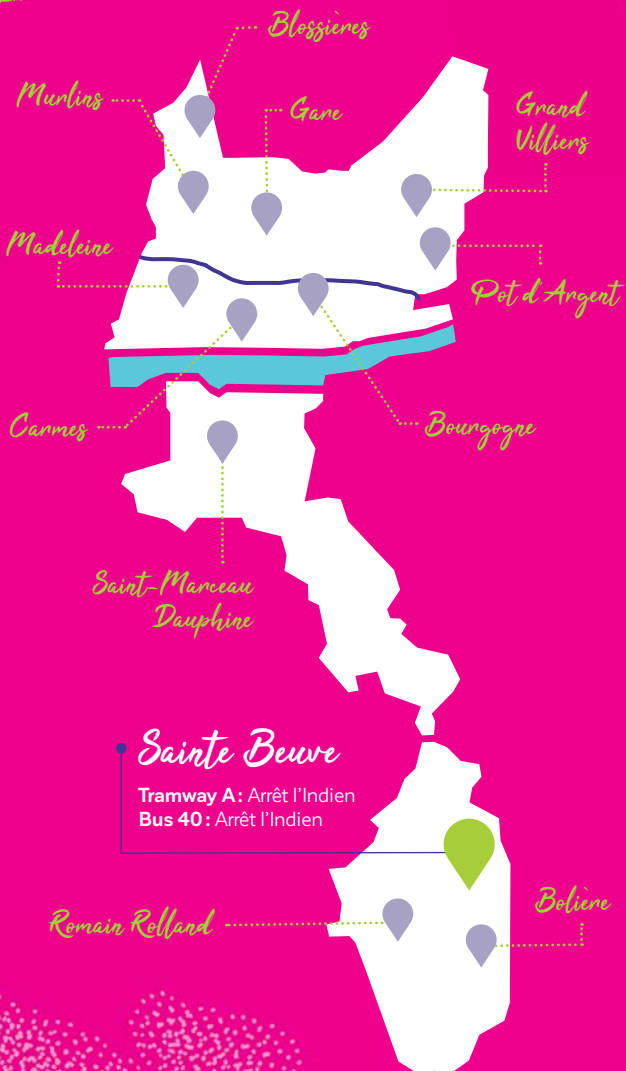 Blossières
Murlins
Gare
Grand
Villiers
Madeleine
Pot d'Argent
Carmes
Bourgogne
Saint-Marceau
Dauphine
Sainte Beuve
Tramway A : Arrêt l'Indien
Bus 40 : Arrêt l'Indien
Bolière
Romain Rolland